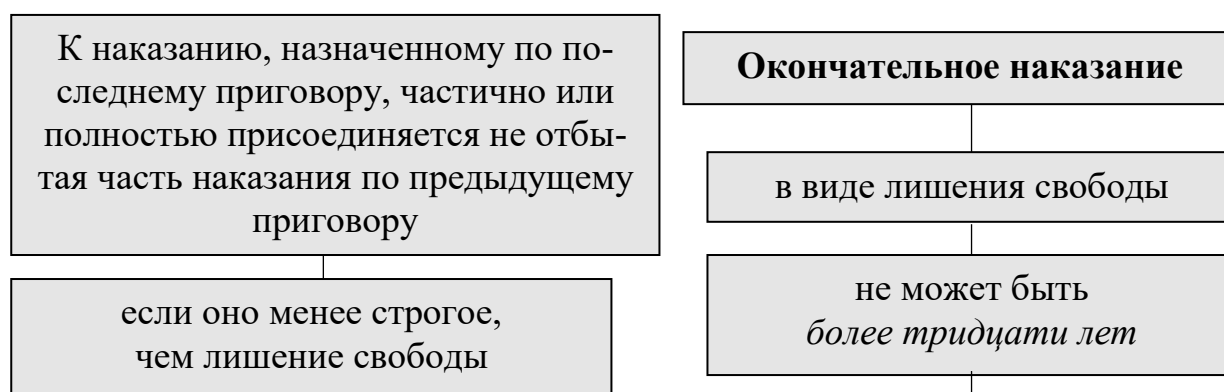 К наказанию, назначенному по по-
следнему приговору, частично или
полностью присоединяется не отбы-
тая часть наказания по предыдущему
приговору
если оно менее строгое,
чем лишение свободы
Окончательное наказание
в виде лишения свободы
не может быть
более тридцати лет